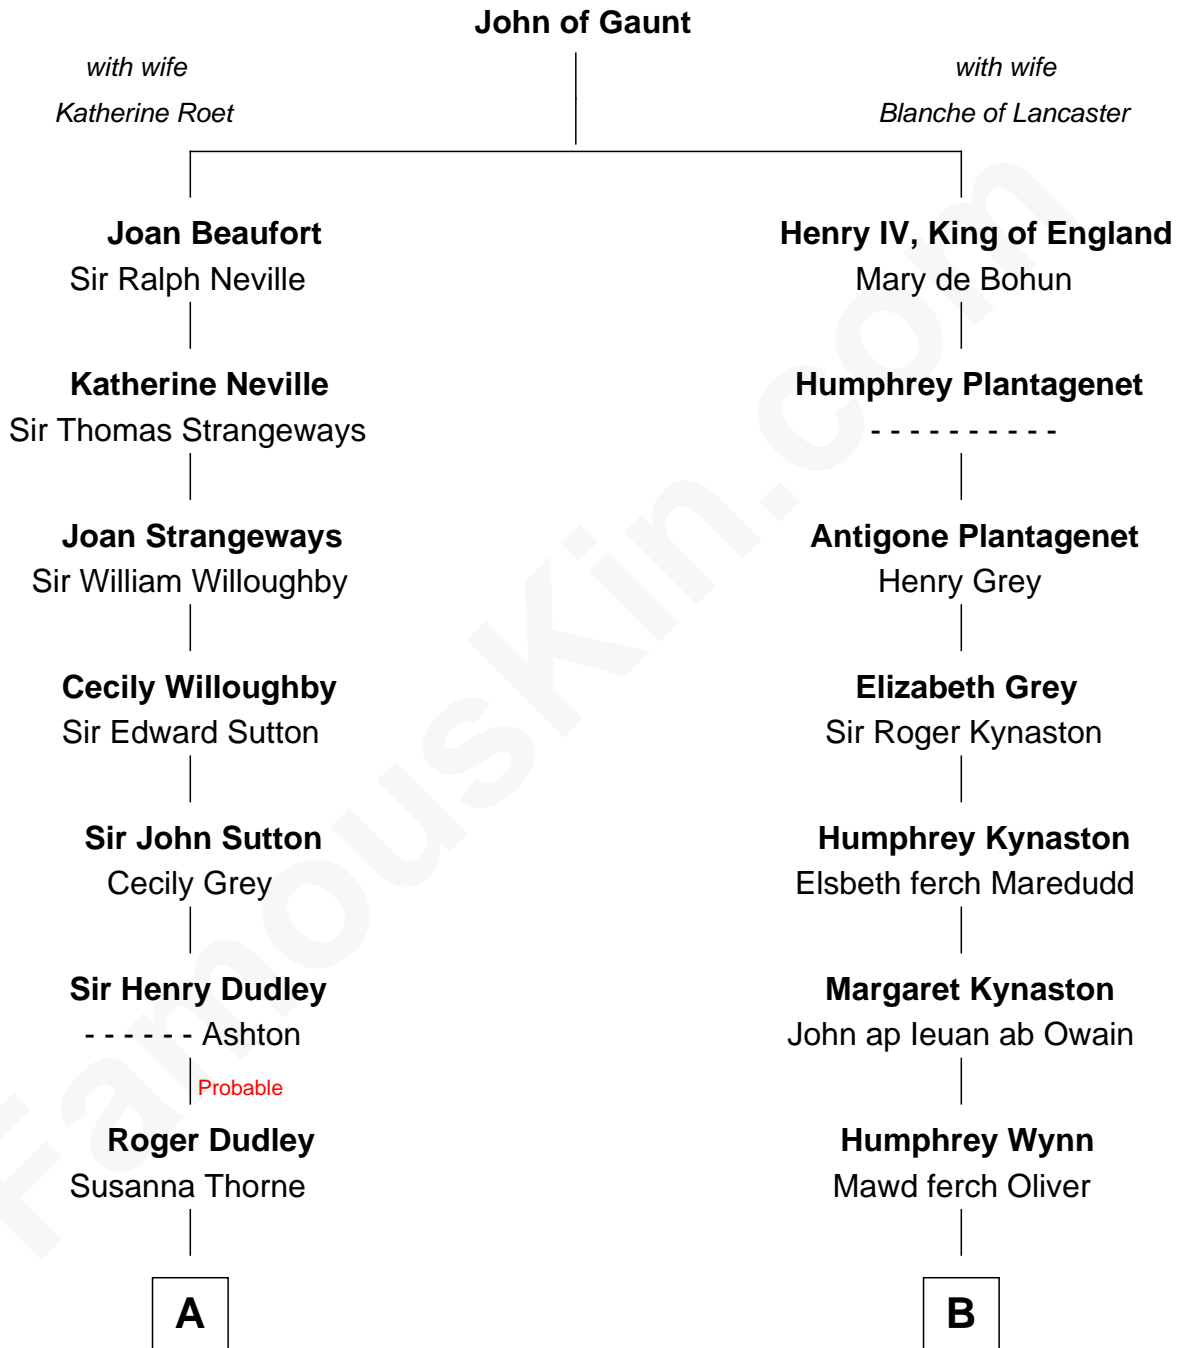 John of Gaunt
with wife
Katherine Roet
with wife
Blanche of Lancaster
Joan Beaufort
Sir Ralph Neville
Henry IV, King of England
Mary de Bohun
Katherine Neville
Sir Thomas Strangeways
Humphrey Plantagenet
- - - - - - - - - -
Joan Strangeways
Sir William Willoughby
Antigone Plantagenet
Henry Grey
Cecily Willoughby
Sir Edward Sutton
Elizabeth Grey
Sir Roger Kynaston
Sir John Sutton
Cecily Grey
Humphrey Kynaston
Elsbeth ferch Maredudd
Sir Henry Dudley
- - - - - - Ashton
Margaret Kynaston
John ap Ieuan ab Owain
Probable
Roger Dudley
Susanna Thorne
Humphrey Wynn
Mawd ferch Oliver
A
B
FamousKin.com